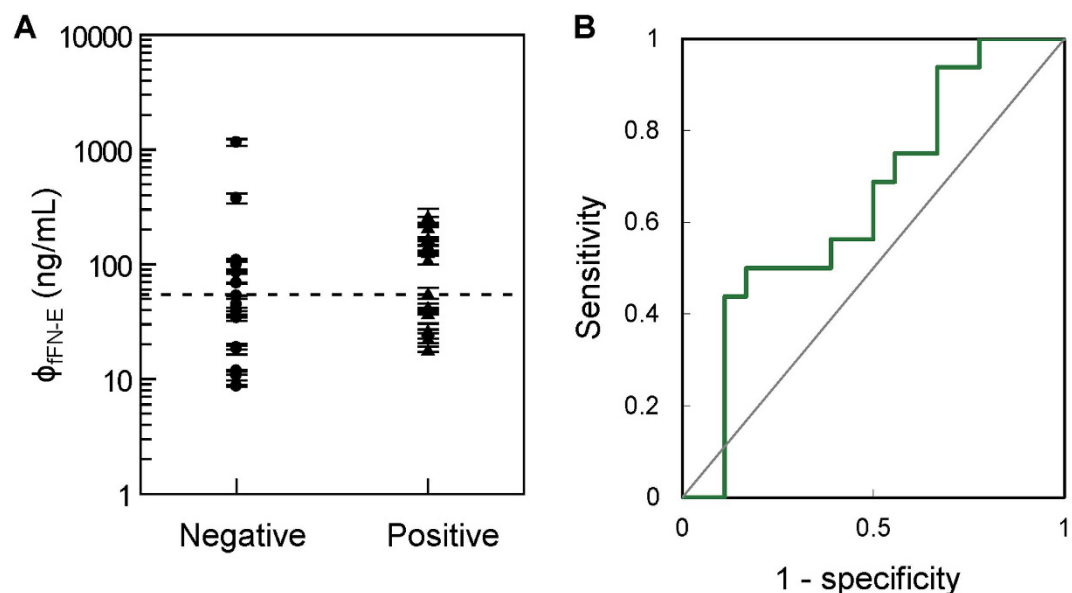 A
10000
1000
100
10
1
ϕfFN-E (ng/mL)
Negative Positive
B
1
0.8
0.6
0.4
0.2
0
Sensitivity
0 0.5 1
1 - specificity